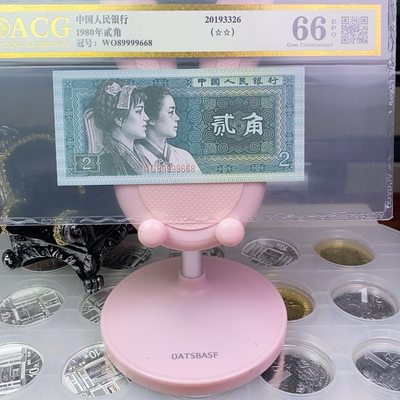 ACG
中国人民银行
1980年贰角
冠号：WO89999668
20193326
(☆☆)
66
EPQ
Gem Uncirculated
中国人民银行
贰角
2
2
OATSBASF